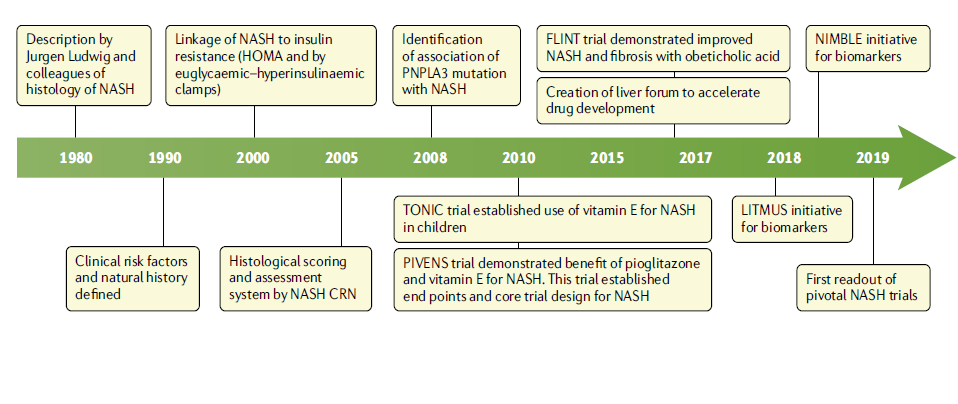 Description by
Jurgen Ludwig and
colleagues of
histology of NASH
Linkage of NASH to insulin
resistance (HOMA and by
euglycaemic–hyperinsulinaemic
clamps)
Identification
of association of
PNPLA3 mutation
with NASH
FLINT trial demonstrated improved
NASH and fibrosis with obeticholic acid
Creation of liver forum to accelerate
drug development
NIMBLE initiative
for biomarkers
1980 1990 2000 2005 2008 2010 2015 2017 2018 2019
Clinical risk factors
and natural history
defined
Histological scoring
and assessment
system by NASH CRN
TONIC trial established use of vitamin E for NASH
in children
PIVENS trial demonstrated benefit of pioglitazone
and vitamin E for NASH. This trial established
end points and core trial design for NASH
LITMUS initiative
for biomarkers
First readout of
pivotal NASH trials